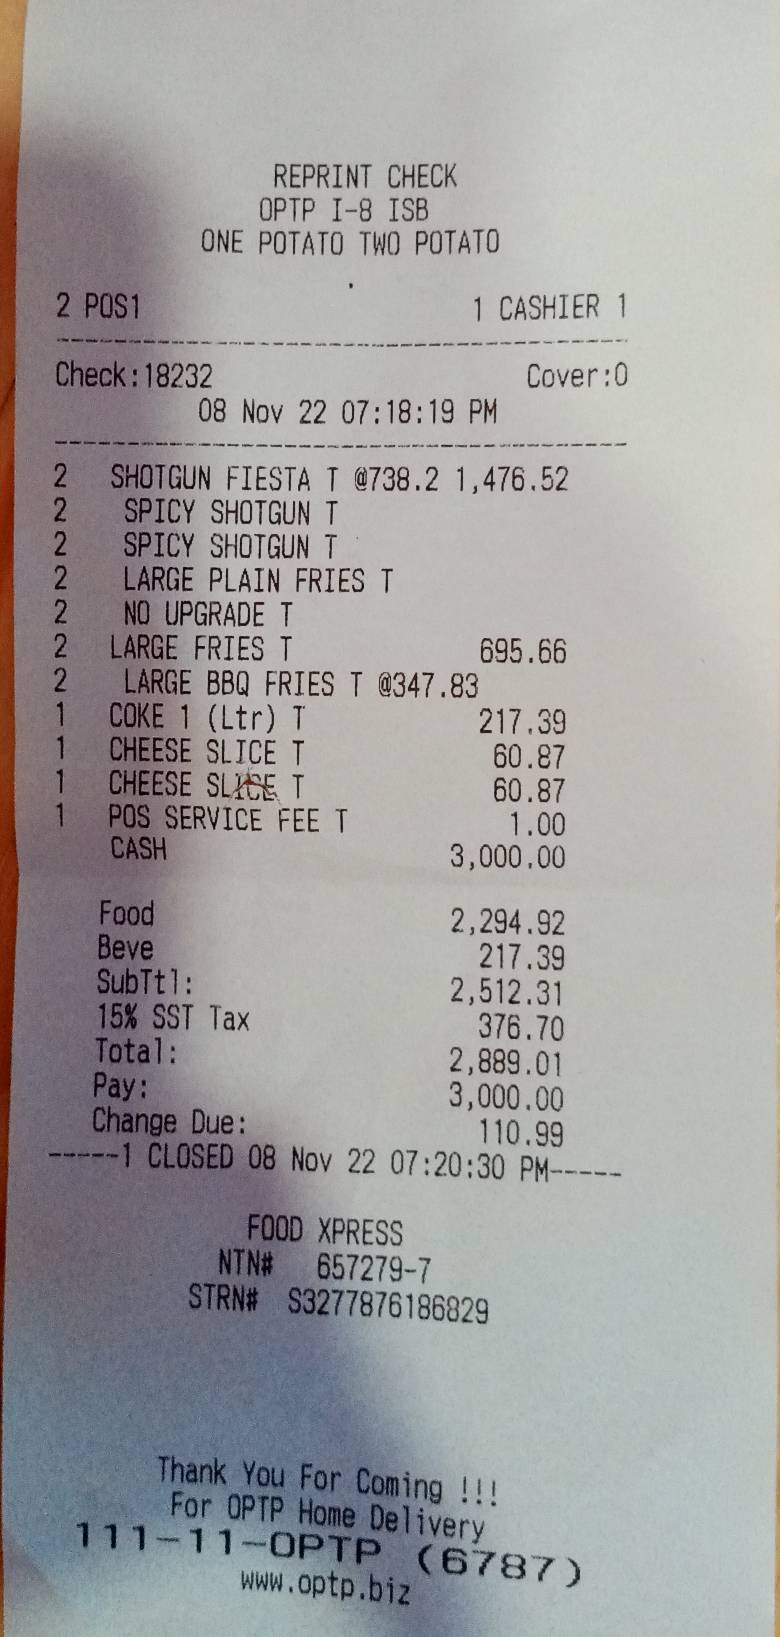 REPRINT CHECK
OPTP I-8 ISB
ONE POTATO TWO POTATO
2 POS1 1 CASHIER 1
Check:18232 Cover:0
08 Nov 22 07:18:19 PM
2 SHOTGUN FIESTA T @738.2 1,476.52
2 SPICY SHOTGUN T
2 SPICY SHOTGUN T
2 LARGE PLAIN FRIES T
2 NO UPGRADE T
2 LARGE FRIES T 695.66
2 LARGE BBQ FRIES T @347.83
1 COKE 1 (Ltr) T 217.39
1 CHEESE SLICE T 60.87
1 CHEESE SLICE T 60.87
1 POS SERVICE FEE T 1.00
CASH 3,000.00
Food 2,294.92
Beve 217.39
SubTtl: 2,512.31
15% SST Tax 376.70
Total: 2,889.01
Pay: 3,000.00
Change Due: 110.99
-----1 CLOSED 08 Nov 22 07:20:30 PM-----
FOOD XPRESS
NTN# 657279-7
STRN# S3277876186829
Thank You For Coming !!!
For OPTP Home Delivery
111-11-OPTP (6787)
www.optp.biz